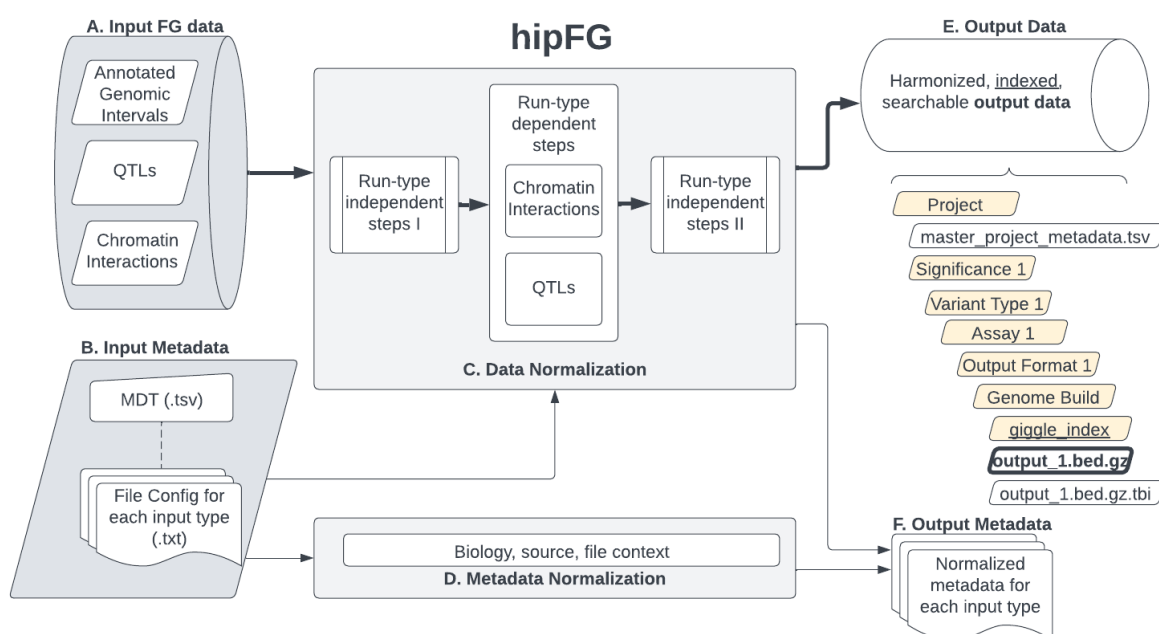 hipFG
A. Input FG data
Annotated
Genomic
Intervals
QTLs
Chromatin
Interactions
B. Input Metadata
MDT (.tsv)
File Config for
each input type
(.txt)
Run-type
independent
steps I
Run-type
dependent
steps
Chromatin
Interactions
QTLs
Run-type
independent
steps II
C. Data Normalization
Biology, source, file context
D. Metadata Normalization
E. Output Data
Harmonized, indexed,
searchable output data
Project
master_project_metadata.tsv
Significance 1
Variant Type 1
Assay 1
Output Format 1
Genome Build
giggle_index
output_1.bed.gz
output_1.bed.gz.tbi
F. Output Metadata
Normalized
metadata for
each input type